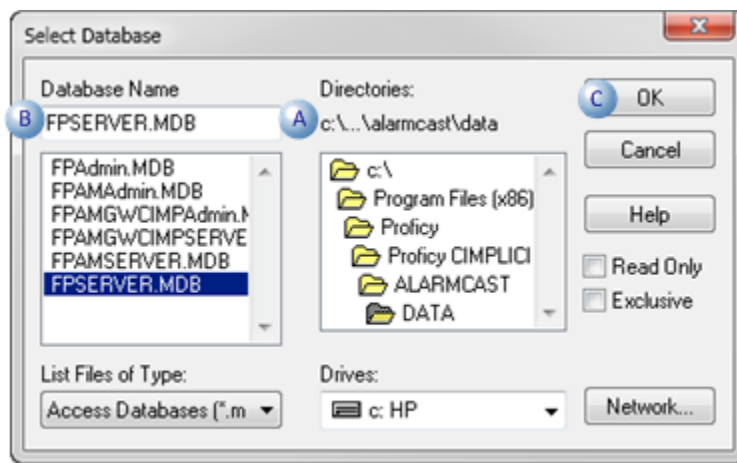 Select Database
Database Name
B
FPSERVER.MDB
FPAdmin.MDB
FPAMAdmin.MDB
FPAMGWCIMPAdmin.M
FPAMGWCIMPSERVE
FPAMSERVER.MDB
FPSERVER.MDB
List Files of Type:
Access Databases (*.m
Directories:
A
c:\...\alarmcast\data
c:\
Program Files (x86)
Proficy
Proficy CIMPLICI
ALARMCAST
DATA
Drives:
c: HP
C
OK
Cancel
Help
Read Only
Exclusive
Network...